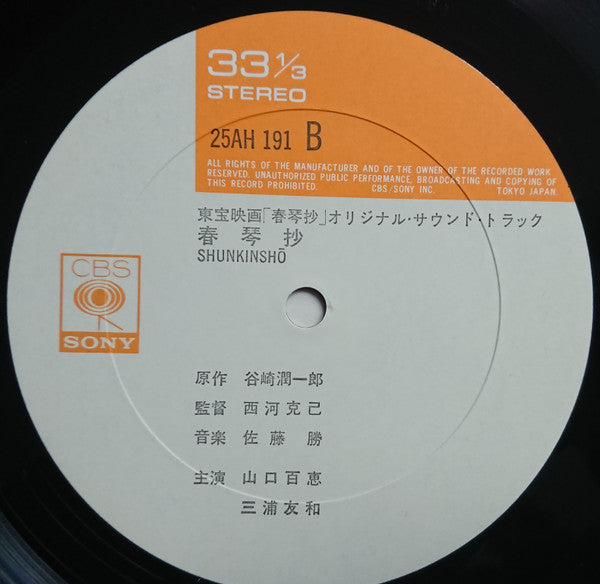 33 1/3
STEREO
25AH 191 B
ALL RIGHTS OF THE MANUFACTURER AND OF THE OWNER OF THE RECORDED WORK
RESERVED. UNAUTHORIZED PUBLIC PERFORMANCE, BROADCASTING AND COPYING OF
THIS RECORD PROHIBITED. CBS/SONY INC. TOKYO JAPAN.
東宝映画「春琴抄」オリジナル・サウンド・トラック
春琴抄
SHUNKINSHŌ
CBS
SONY
原作 谷崎潤一郎
監督 西河克己
音楽 佐藤勝
主演 山口百恵
三浦友和